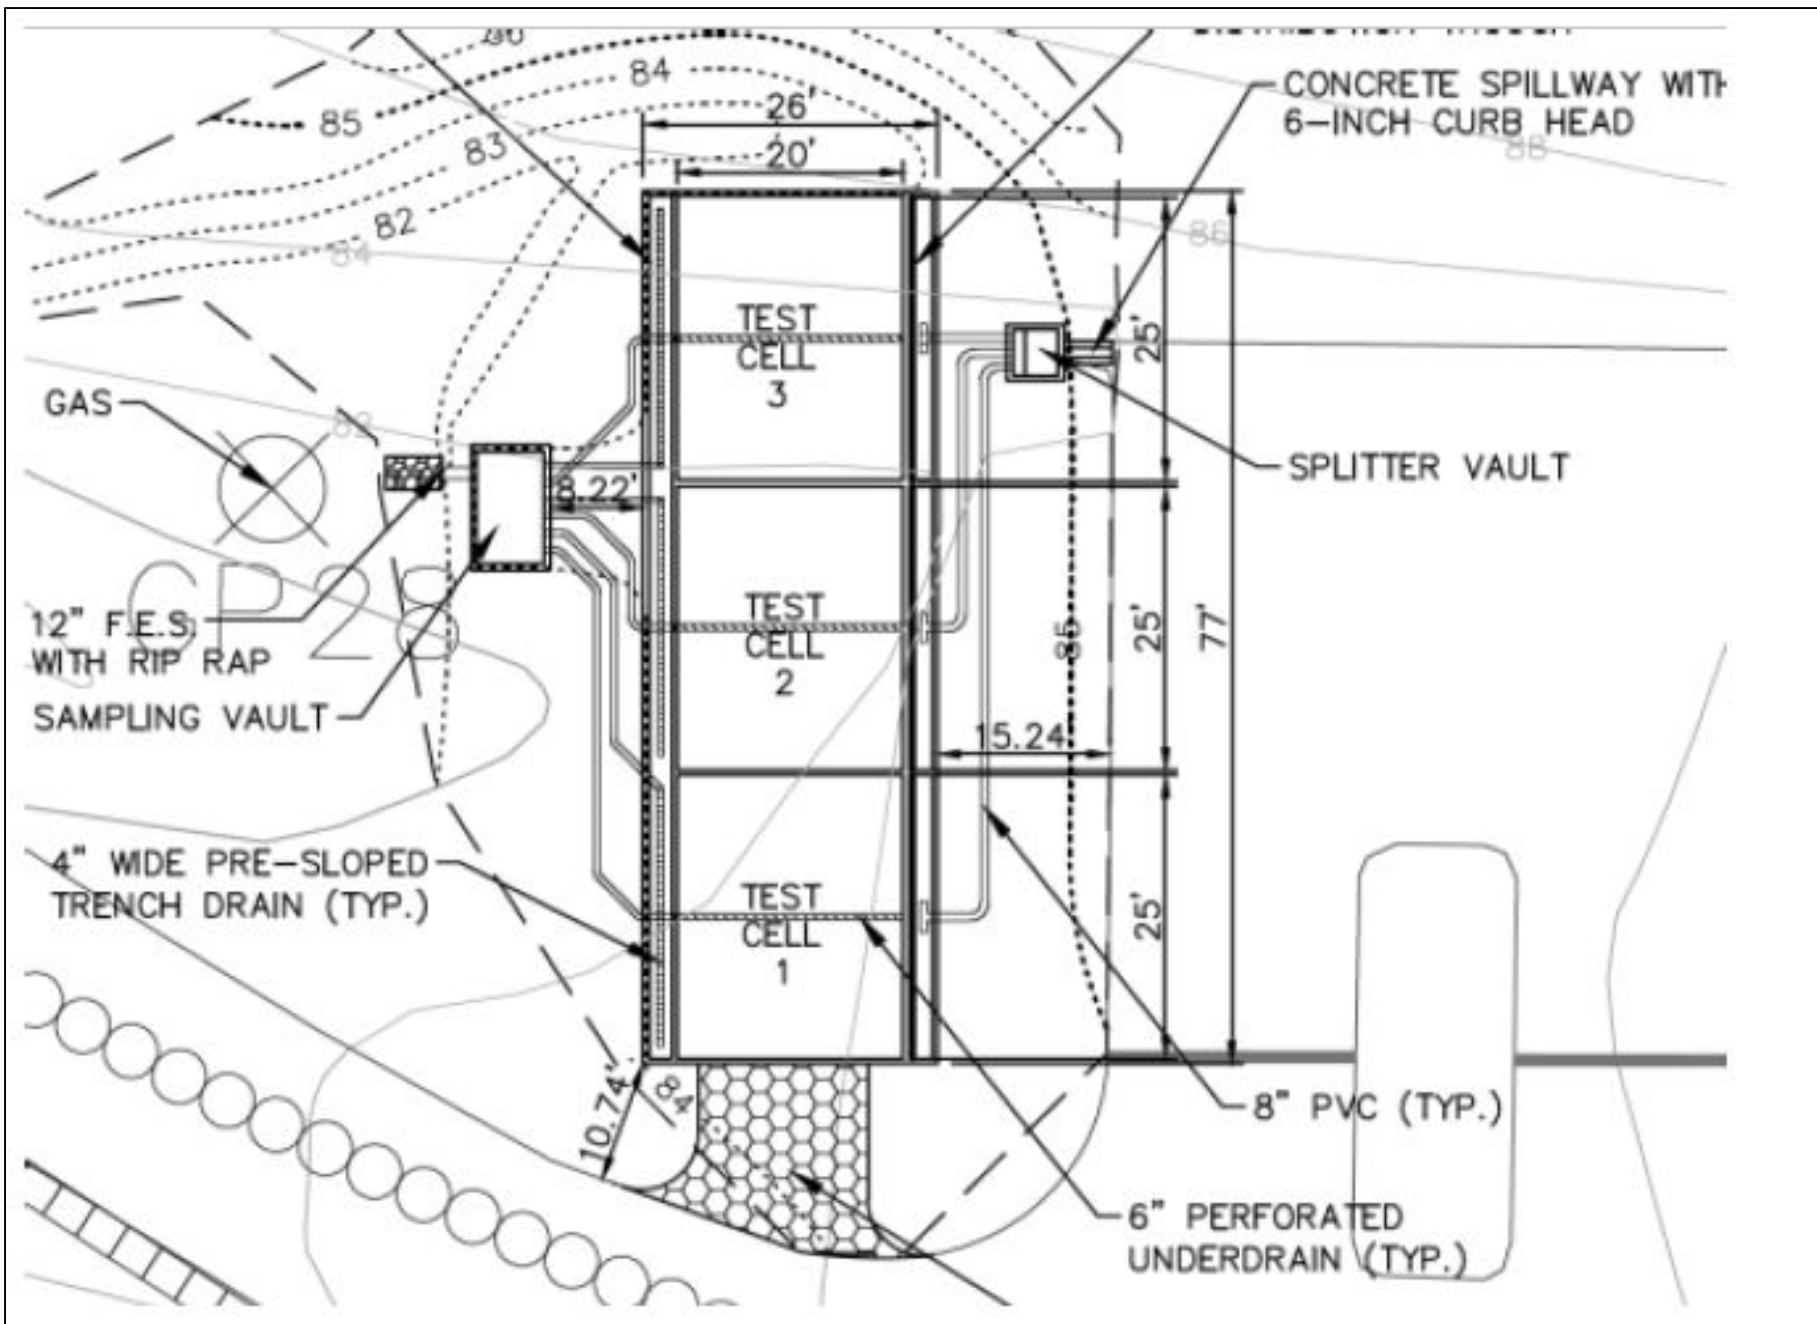 84
26'
CONCRETE SPILLWAY WITH
6-INCH CURB HEAD
85
83
20'
88
82
84
86
TEST
CELL
3
25'
GAS
82
SPLITTER VAULT
8.22'
GP28
12" F.E.S.
WITH RIP RAP
TEST
CELL
2
85
25'
77'
SAMPLING VAULT
15.24'
4" WIDE PRE-SLOPED
TRENCH DRAIN (TYP.)
TEST
CELL
1
25'
10.74'
84
8" PVC (TYP.)
6" PERFORATED
UNDERDRAIN (TYP.)